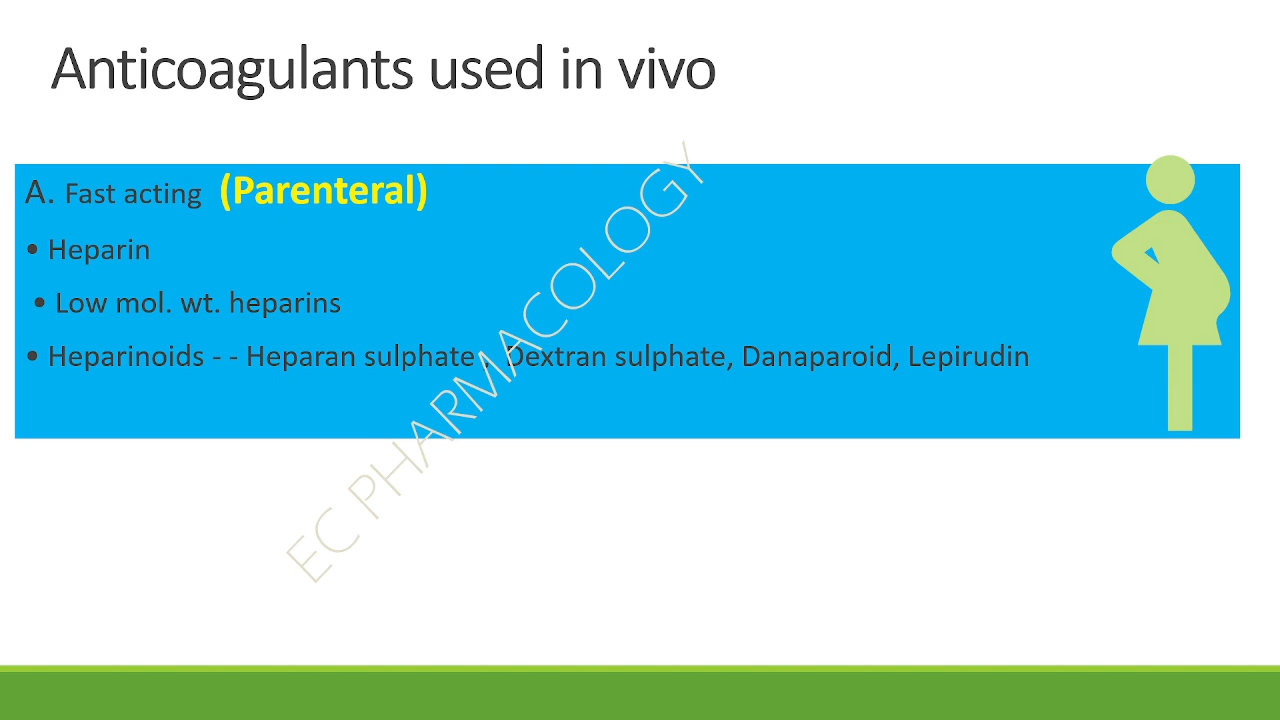 Anticoagulants used in vivo
A. Fast acting (Parenteral)
• Heparin
• Low mol. wt. heparins
• Heparinoids - - Heparan sulphate , Dextran sulphate, Danaparoid, Lepirudin
EC PHARMACOLOGY